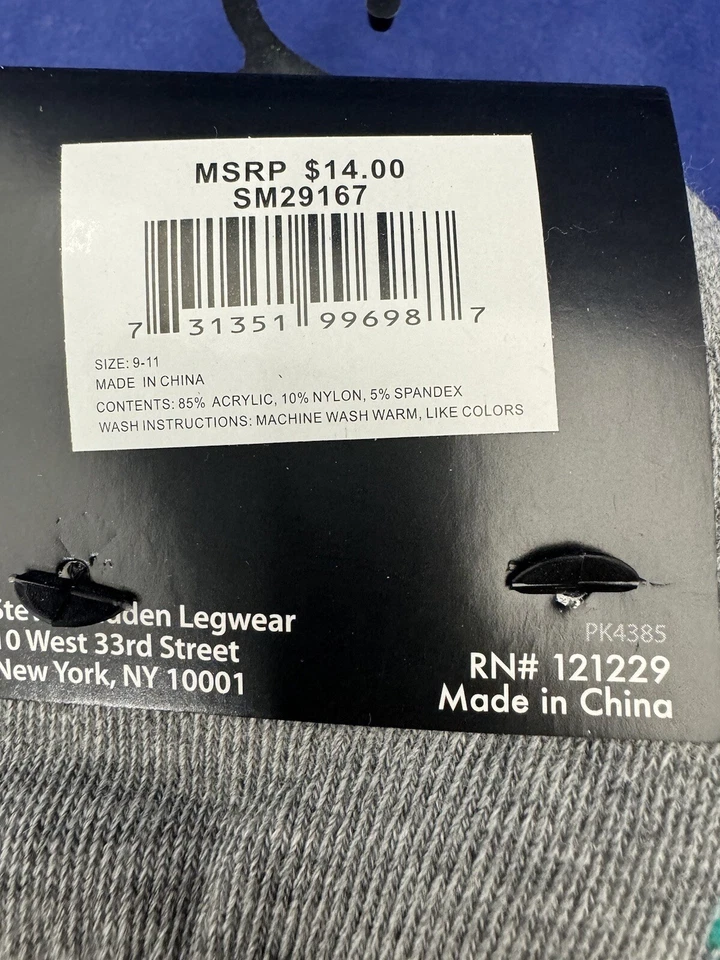 MSRP $14.00
SM29167
7 31351 99698 7
SIZE: 9-11
MADE IN CHINA
CONTENTS: 85% ACRYLIC, 10% NYLON, 5% SPANDEX
WASH INSTRUCTIONS: MACHINE WASH WARM, LIKE COLORS
Legwear
10 West 33rd Street
New York, NY 10001
PK4385
RN# 121229
Made in China